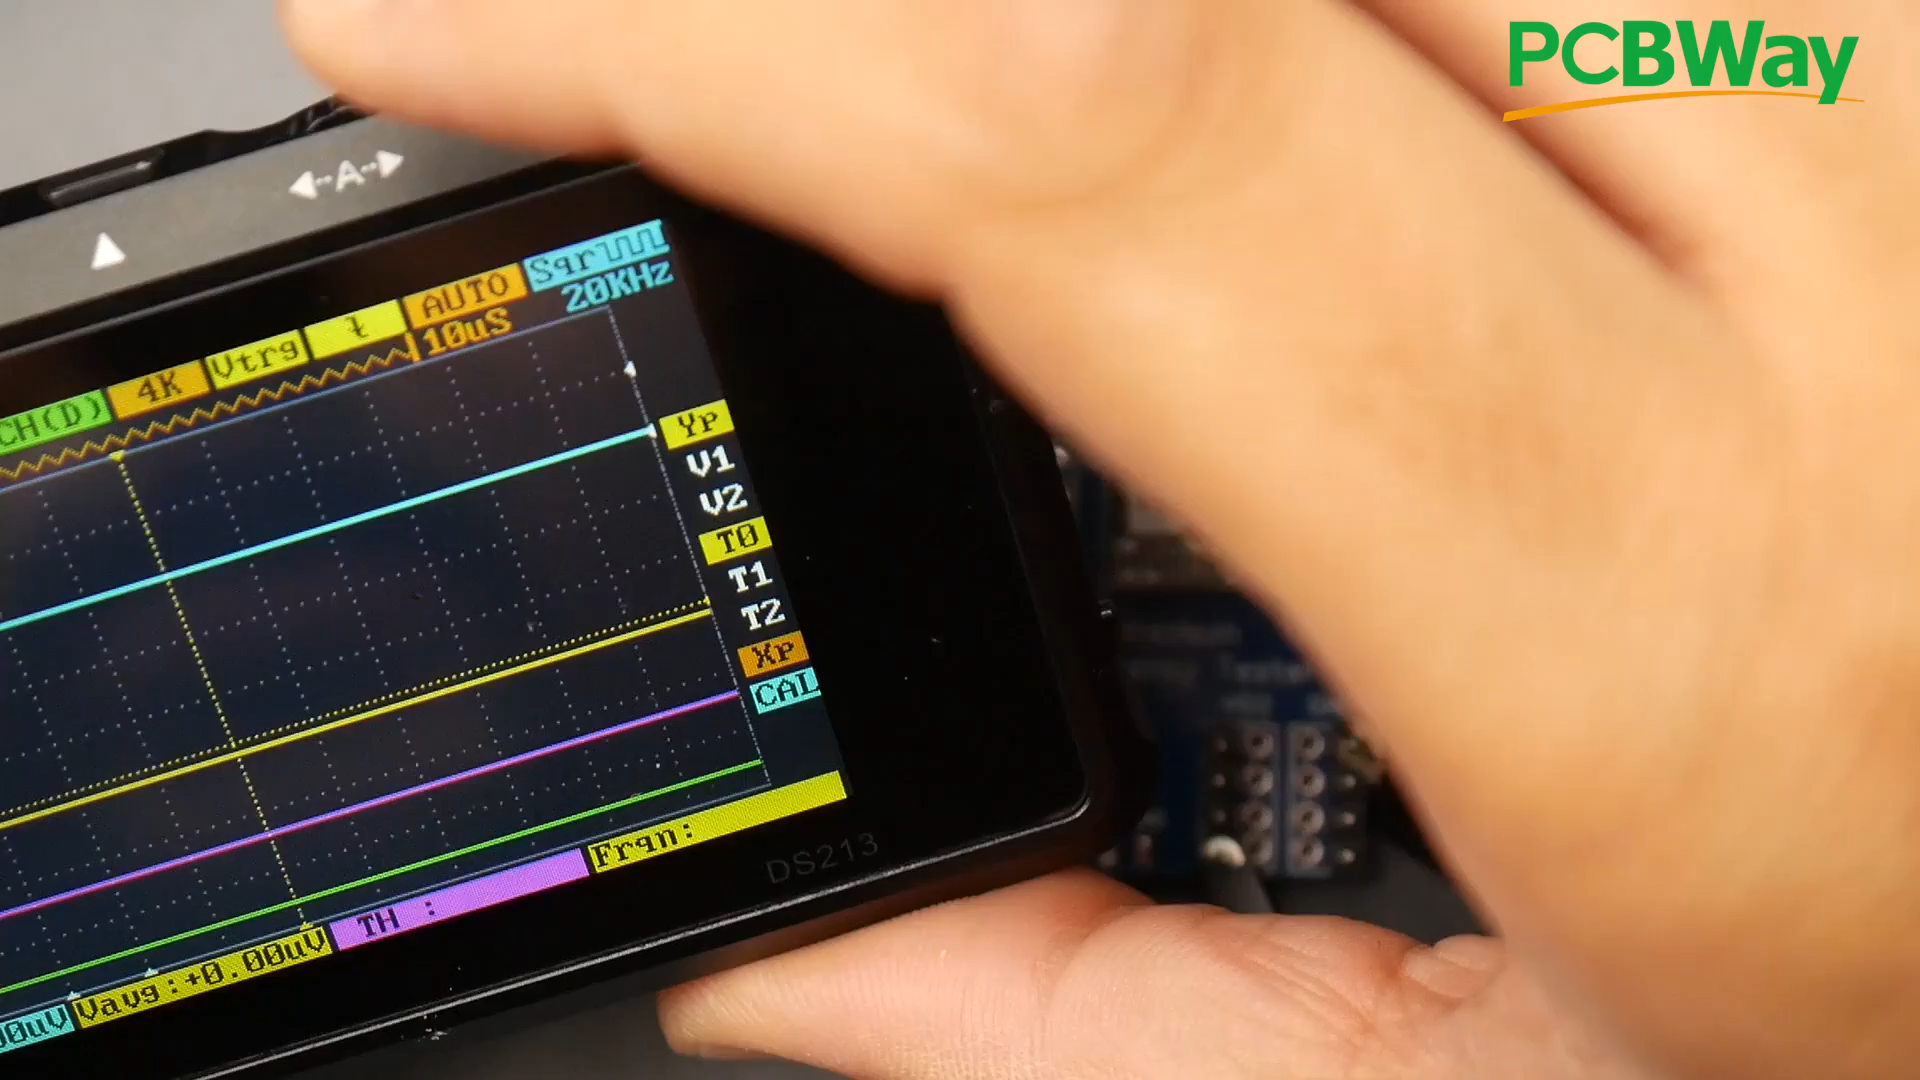 PCBWay
◄--A--►
▲
CH(D) 4K Vtrg AUTO Sqr
10uS 20KHz
Yp
V1
V2
T0
T1
T2
Xp
CAL
0uV Vavg:+0.00uV TH : Frqn:
DS213